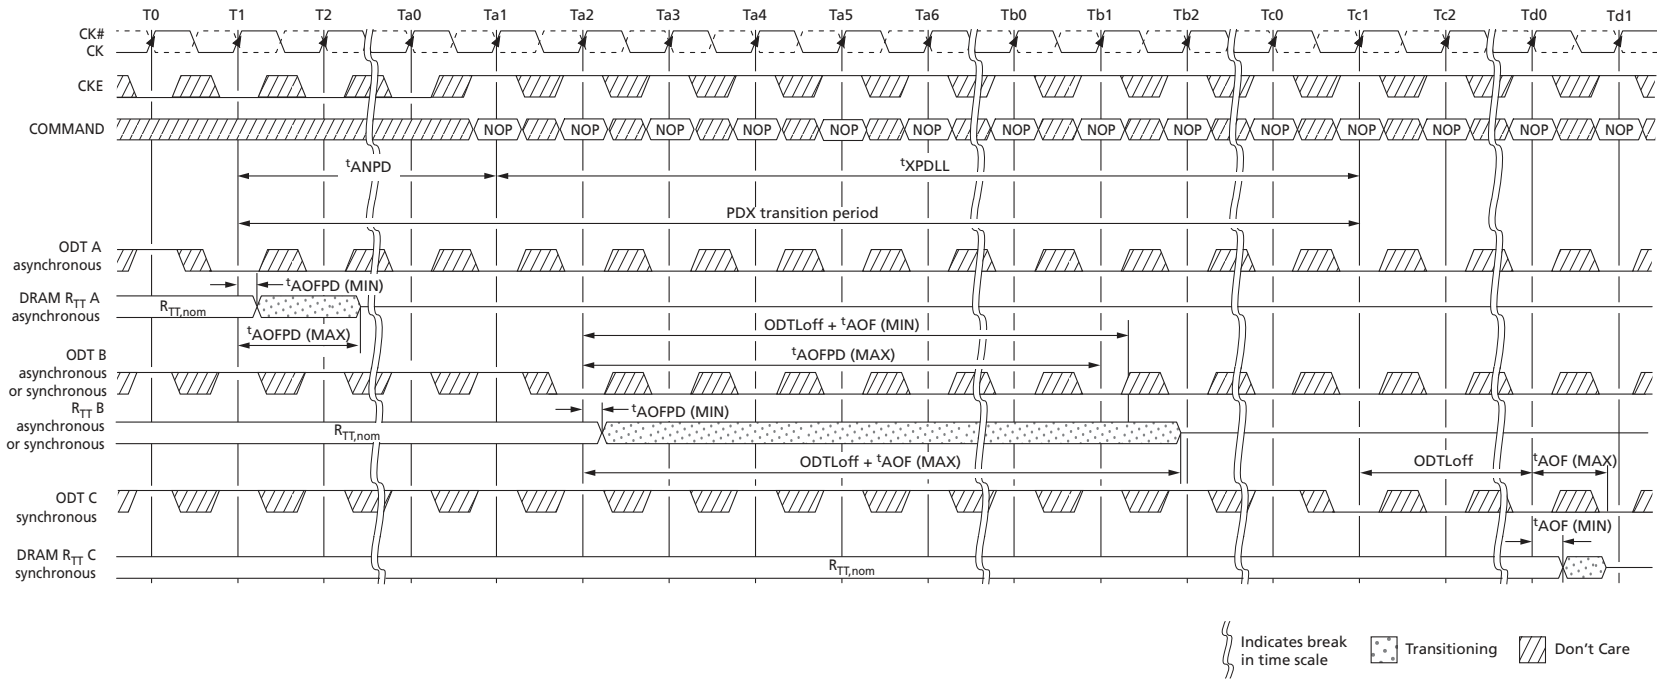 T0 T1 T2 Ta0 Ta1 Ta2 Ta3 Ta4 Ta5 Ta6 Tb0 Tb1 Tb2 Tc0 Tc1 Tc2 Td0 Td1
CK#
CK
CKE
COMMAND
NOP NOP NOP NOP NOP NOP NOP NOP NOP NOP NOP NOP NOP NOP
tANPD
tXPDLL
PDX transition period
ODT A
asynchronous
tAOFPD (MIN)
DRAM RTT A
asynchronous
RTT,nom
tAOFPD (MAX)
ODTLoff + tAOF (MIN)
tAOFPD (MAX)
ODT B
asynchronous
or synchronous
tAOFPD (MIN)
RTT B
asynchronous
or synchronous
RTT,nom
ODTLoff + tAOF (MAX)
ODTLoff
tAOF (MAX)
ODT C
synchronous
tAOF (MIN)
DRAM RTT C
synchronous
RTT,nom
Indicates break
in time scale
Transitioning
Don't Care